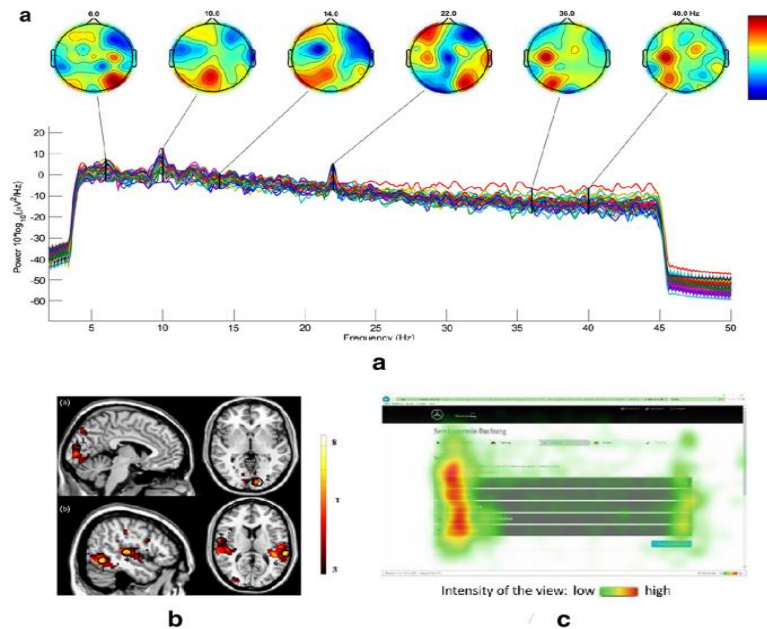 a
6.0 10.0 14.0 22.0 36.0 40.0 Hz
20
10
0
-10
-20
-30
-40
-50
-60
Power 10*log10(μV²/Hz)
5 10 15 20 25 30 35 40 45 50
Frequency (Hz)
a
(a)
(b)
8
3
b
Intensity of the view: low high
c